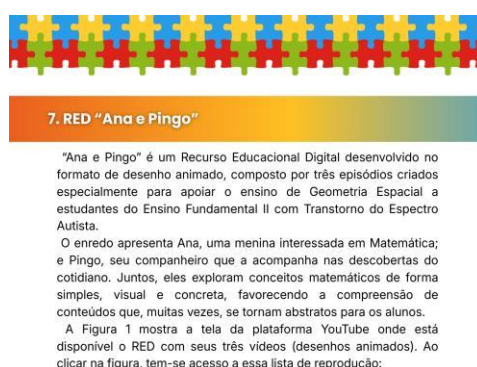 7. RED “Ana e Pingo”
“Ana e Pingo” é um Recurso Educacional Digital desenvolvido no
formato de desenho animado, composto por três episódios criados
especialmente para apoiar o ensino de Geometria Espacial a
estudantes do Ensino Fundamental II com Transtorno do Espectro
Autista.
O enredo apresenta Ana, uma menina interessada em Matemática;
e Pingo, seu companheiro que a acompanha nas descobertas do
cotidiano. Juntos, eles exploram conceitos matemáticos de forma
simples, visual e concreta, favorecendo a compreensão de
conteúdos que, muitas vezes, se tornam abstratos para os alunos.
A Figura 1 mostra a tela da plataforma YouTube onde está
disponível o RED com seus três vídeos (desenhos animados). Ao
clicar na figura, tem-se acesso a essa lista de reprodução: